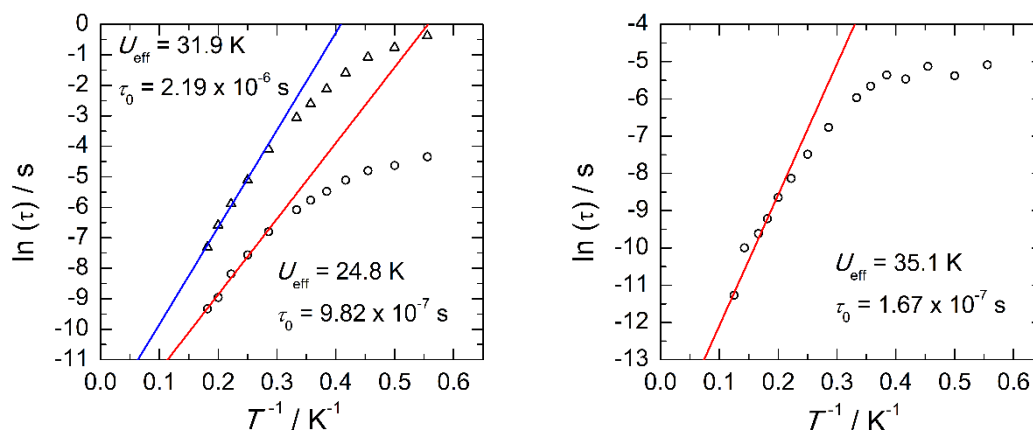 0
-1
-2
-3
-4
-5
-6
-7
-8
-9
-10
-11
ln (τ) / s
U_eff = 31.9 K
τ_0 = 2.19 x 10^-6 s
U_eff = 24.8 K
τ_0 = 9.82 x 10^-7 s
0.0 0.1 0.2 0.3 0.4 0.5 0.6
T^-1 / K^-1
-4
-5
-6
-7
-8
-9
-10
-11
-12
-13
ln (τ) / s
U_eff = 35.1 K
τ_0 = 1.67 x 10^-7 s
0.0 0.1 0.2 0.3 0.4 0.5 0.6
T^-1 / K^-1